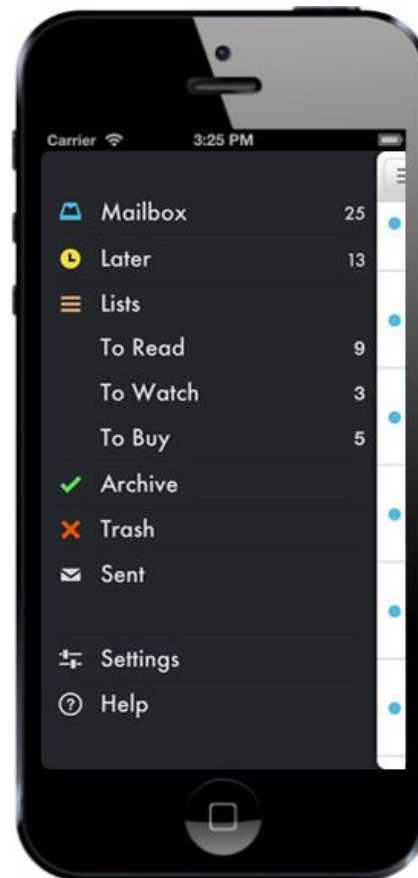 Carrier 3:25 PM
Mailbox 25
Later 13
Lists
To Read 9
To Watch 3
To Buy 5
Archive
Trash
Sent
Settings
? Help